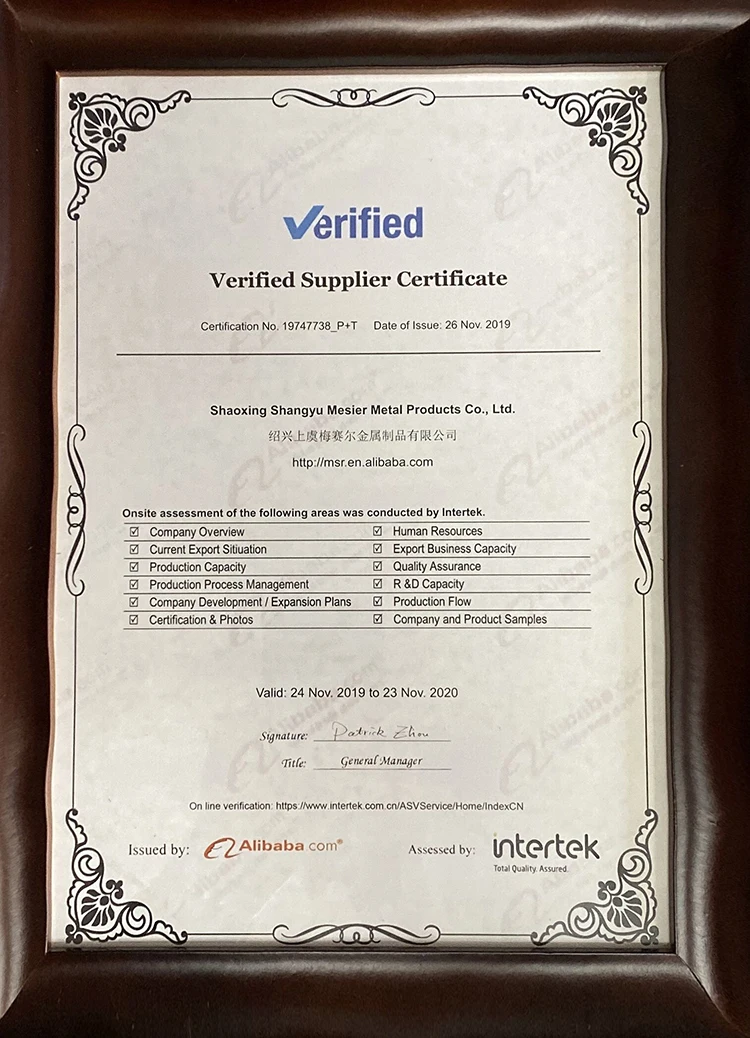 Verified
Verified Supplier Certificate
Certification No. 19747738_P+T Date of Issue: 26 Nov. 2019
Shaoxing Shangyu Mesier Metal Products Co., Ltd.
绍兴上虞梅赛尔金属制品有限公司
http://msr.en.alibaba.com
Onsite assessment of the following areas was conducted by Intertek.
☑ Company Overview ☑ Human Resources
☑ Current Export Sitiuation ☑ Export Business Capacity
☑ Production Capacity ☑ Quality Assurance
☑ Production Process Management ☑ R &D Capacity
☑ Company Development / Expansion Plans ☑ Production Flow
☑ Certification & Photos ☑ Company and Product Samples
Valid: 24 Nov. 2019 to 23 Nov. 2020
Signature: Patrick Zhou
Title: General Manager
On line verification: https://www.intertek.com.cn/ASVService/Home/IndexCN
Issued by: Alibaba.com® Assessed by: intertek
Total Quality. Assured.